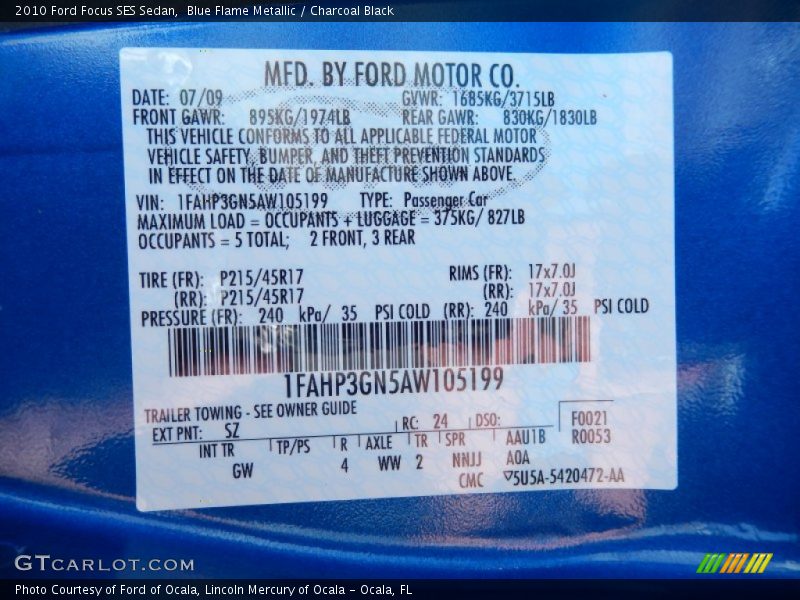 2010 Ford Focus SES Sedan,  Blue Flame Metallic / Charcoal Black
MFD. BY FORD MOTOR CO.
DATE: 07/09 GVWR: 1685KG/3715LB
FRONT GAWR: 895KG/1974LB REAR GAWR: 830KG/1830LB
THIS VEHICLE CONFORMS TO ALL APPLICABLE FEDERAL MOTOR
VEHICLE SAFETY, BUMPER, AND THEFT PREVENTION STANDARDS
IN EFFECT ON THE DATE OF MANUFACTURE SHOWN ABOVE.
VIN: 1FAHP3GN5AW105199 TYPE: Passenger Car
MAXIMUM LOAD = OCCUPANTS + LUGGAGE = 375KG/ 827LB
OCCUPANTS = 5 TOTAL; 2 FRONT, 3 REAR
TIRE (FR): P215/45R17 RIMS (FR): 17x7.0J
(RR): P215/45R17 (RR): 17x7.0J
PRESSURE (FR): 240 kPa/ 35 PSI COLD (RR): 240 kPa/ 35 PSI COLD
1FAHP3GN5AW105199
TRAILER TOWING - SEE OWNER GUIDE
EXT PNT: SZ RC: 24 DSO: F0021
INT TR TP/PS R AXLE TR SPR AAU1B R0053
GW 4 WW 2 NNJJ AOA
CMC ▽5U5A-5420472-AA
GTCARLOT.COM
Photo Courtesy of Ford of Ocala, Lincoln Mercury of Ocala - Ocala, FL